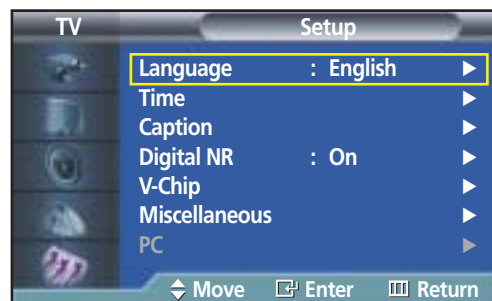 TV Setup
Language : English
Time
Caption
Digital NR : On
V-Chip
Miscellaneous
PC
Move Enter Return